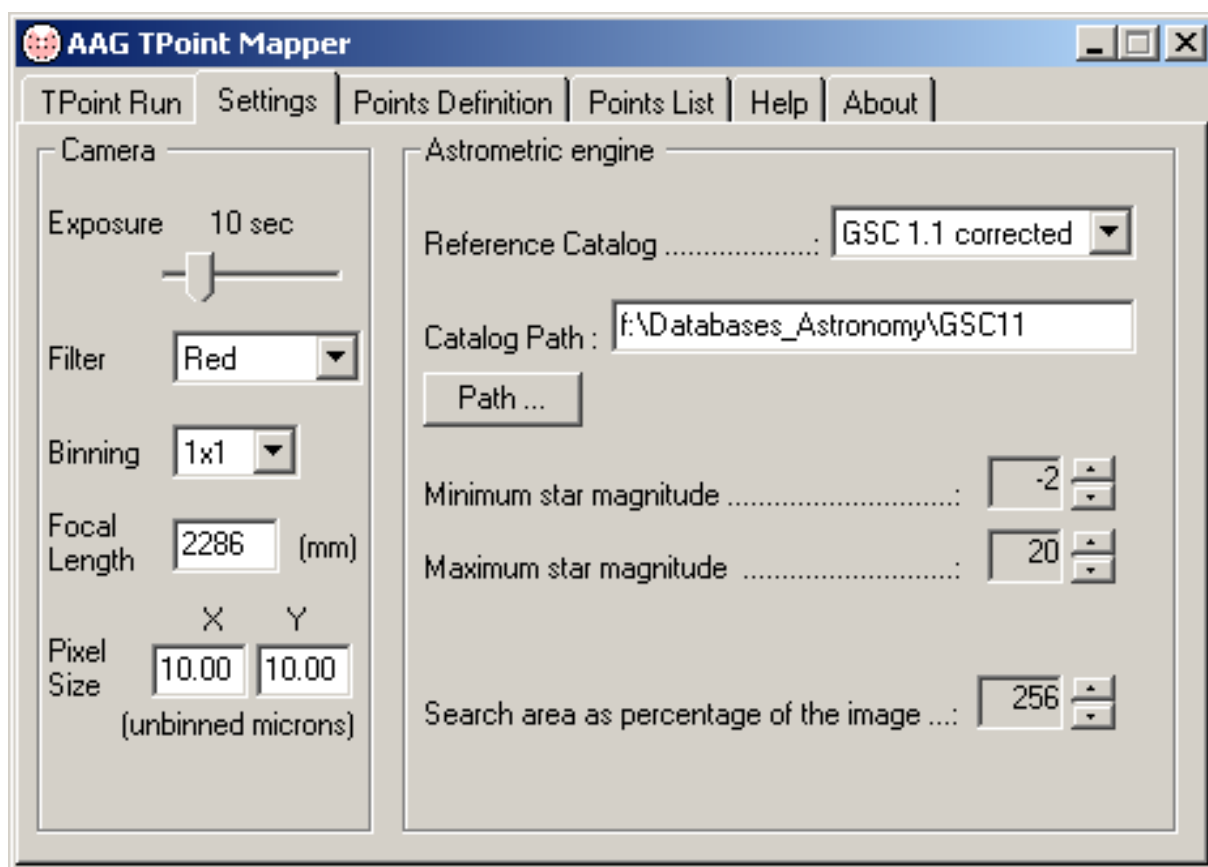 AAG TPoint Mapper
TPoint Run Settings Points Definition Points List Help About
Camera
Exposure 10 sec
Filter Red
Binning 1x1
Focal Length 2286 (mm)
X Y
Pixel Size 10.00 10.00
(unbinned microns)
Astrometric engine
Reference Catalog ...................: GSC 1.1 corrected
Catalog Path : f:\Databases_Astronomy\GSC11
Path ...
Minimum star magnitude .............................: -2
Maximum star magnitude ...........................: 20
Search area as percentage of the image ...: 256